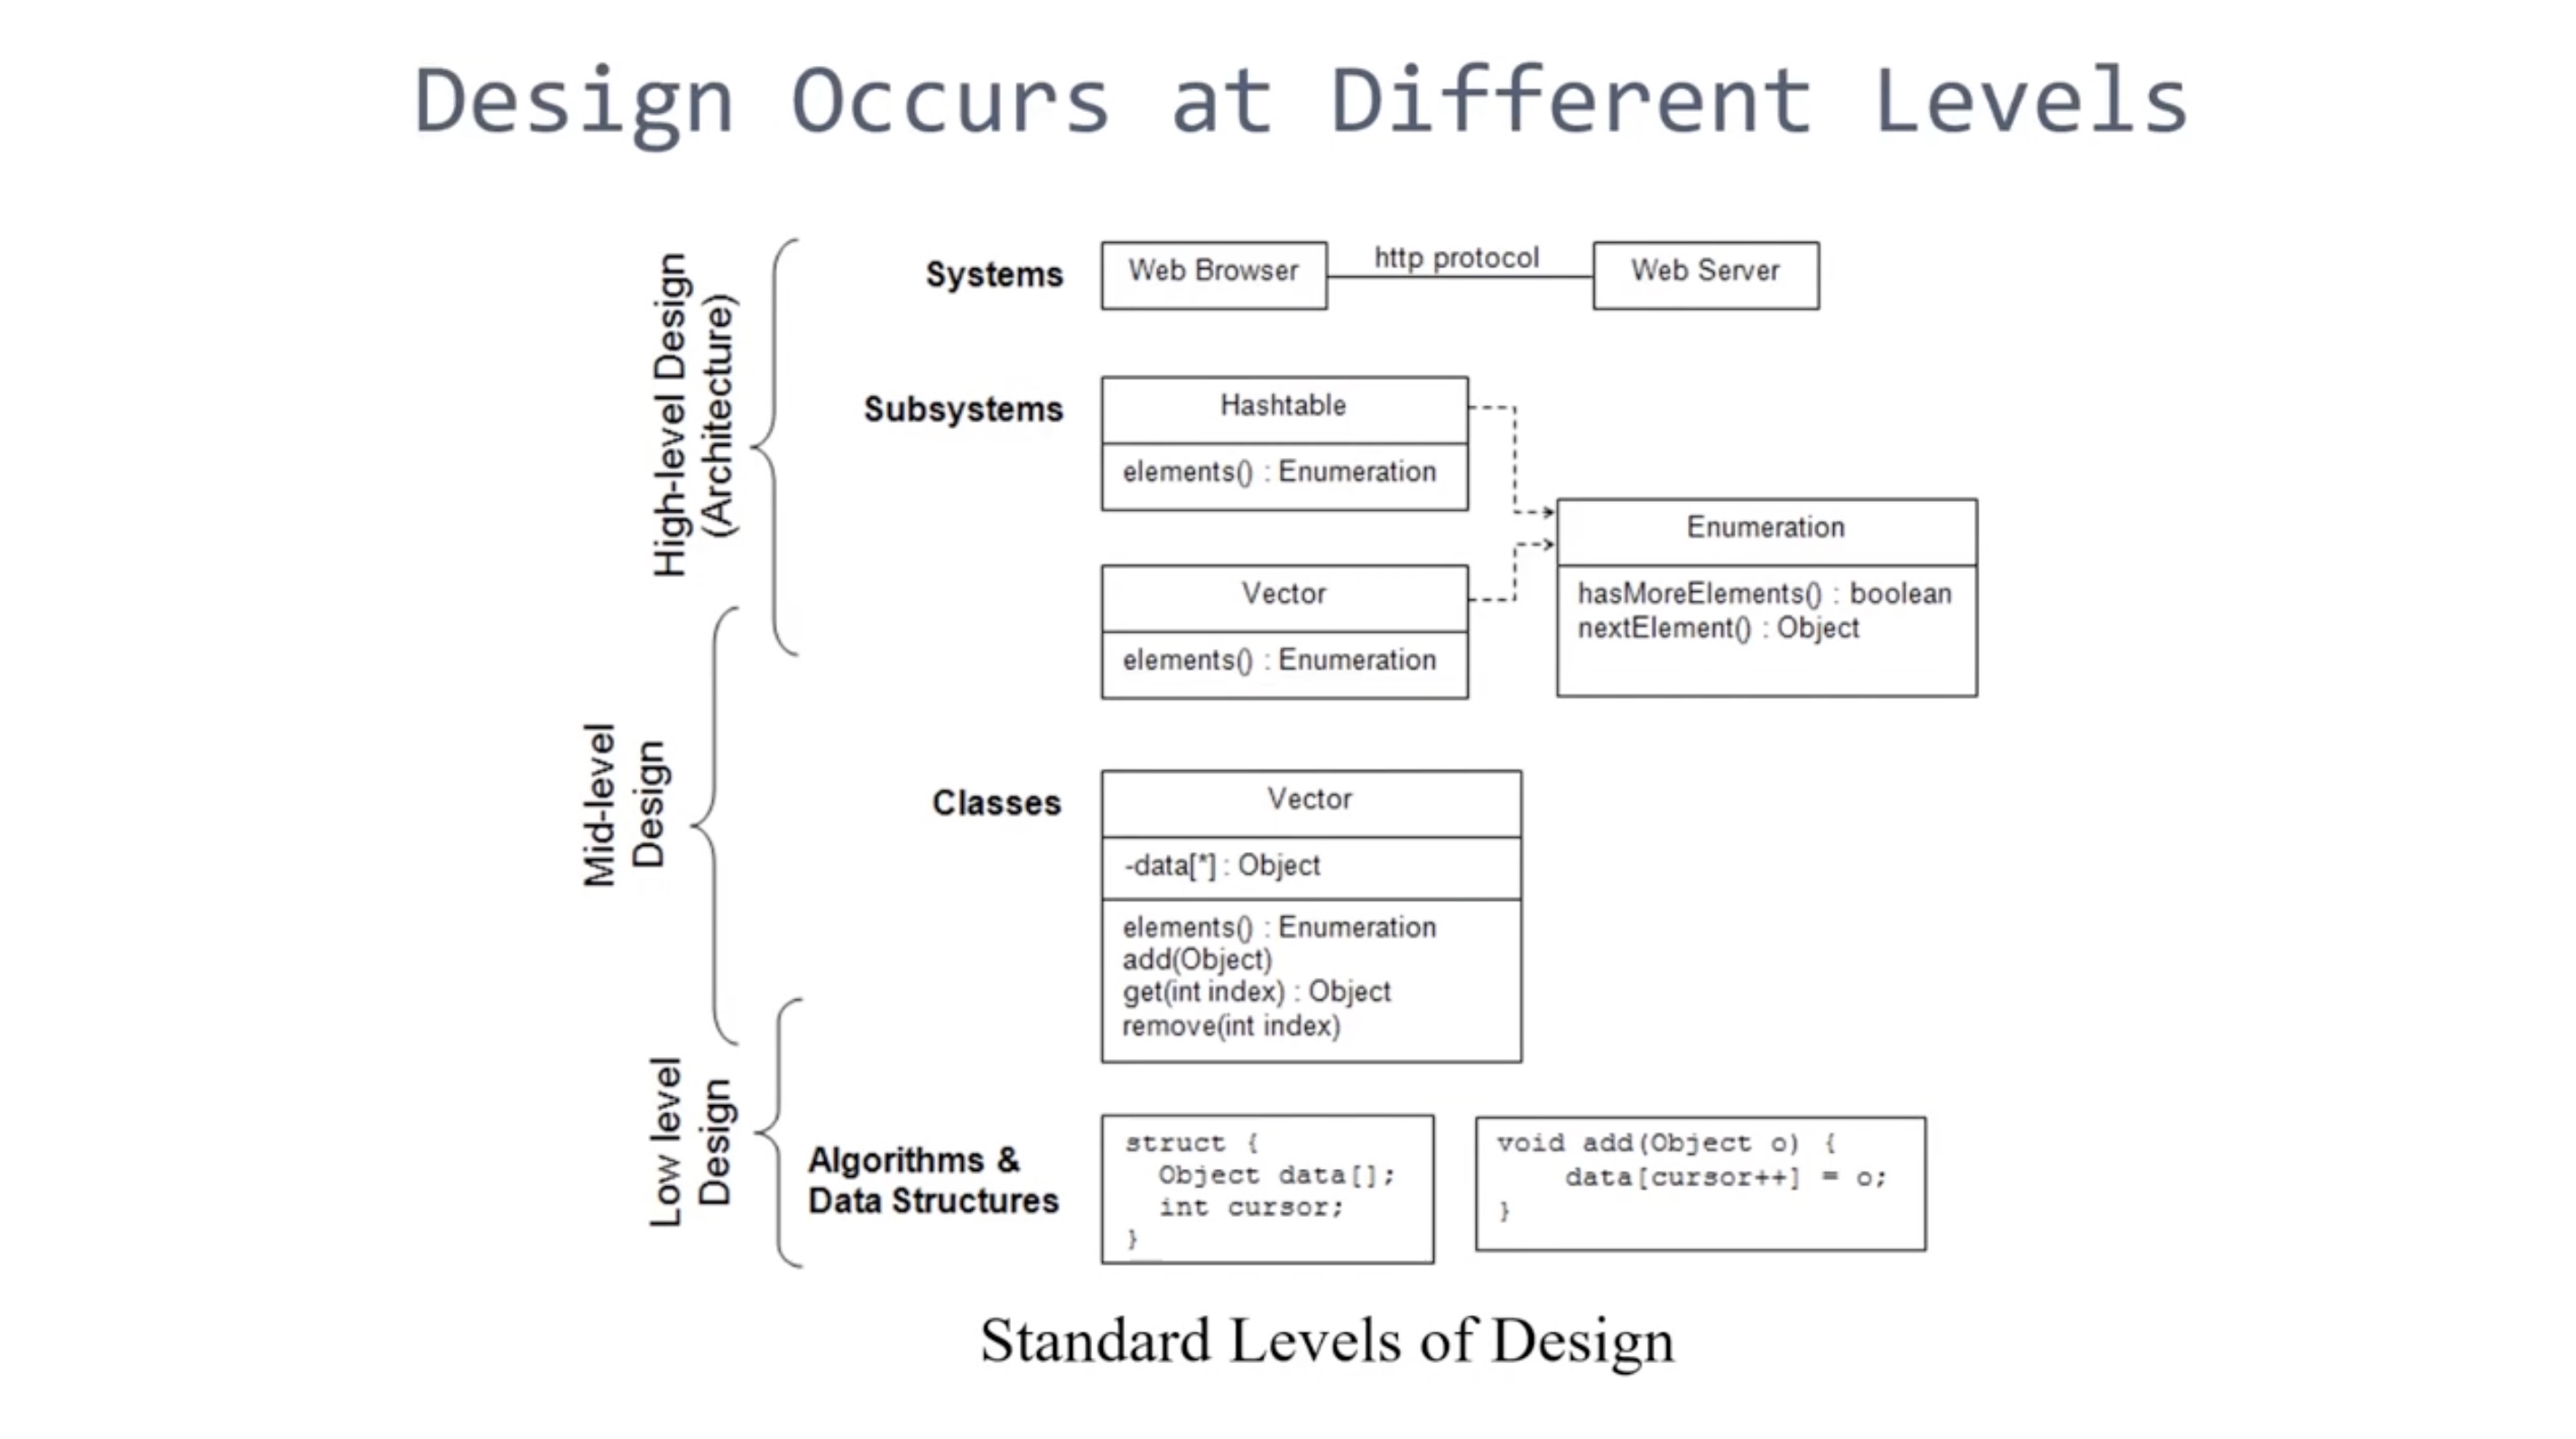 Design Occurs at Different Levels
High-level Design
(Architecture)
Systems
Web Browser
http protocol
Web Server
Subsystems
Hashtable
elements() : Enumeration
Enumeration
hasMoreElements() : boolean
nextElement() : Object
Vector
elements() : Enumeration
Mid-level
Design
Classes
Vector
-data[*] : Object
elements() : Enumeration
add(Object)
get(int index) : Object
remove(int index)
Low level
Design
Algorithms &
Data Structures
struct {
Object data[];
int cursor;
}
void add(Object o) {
data[cursor++] = o;
}
Standard Levels of Design